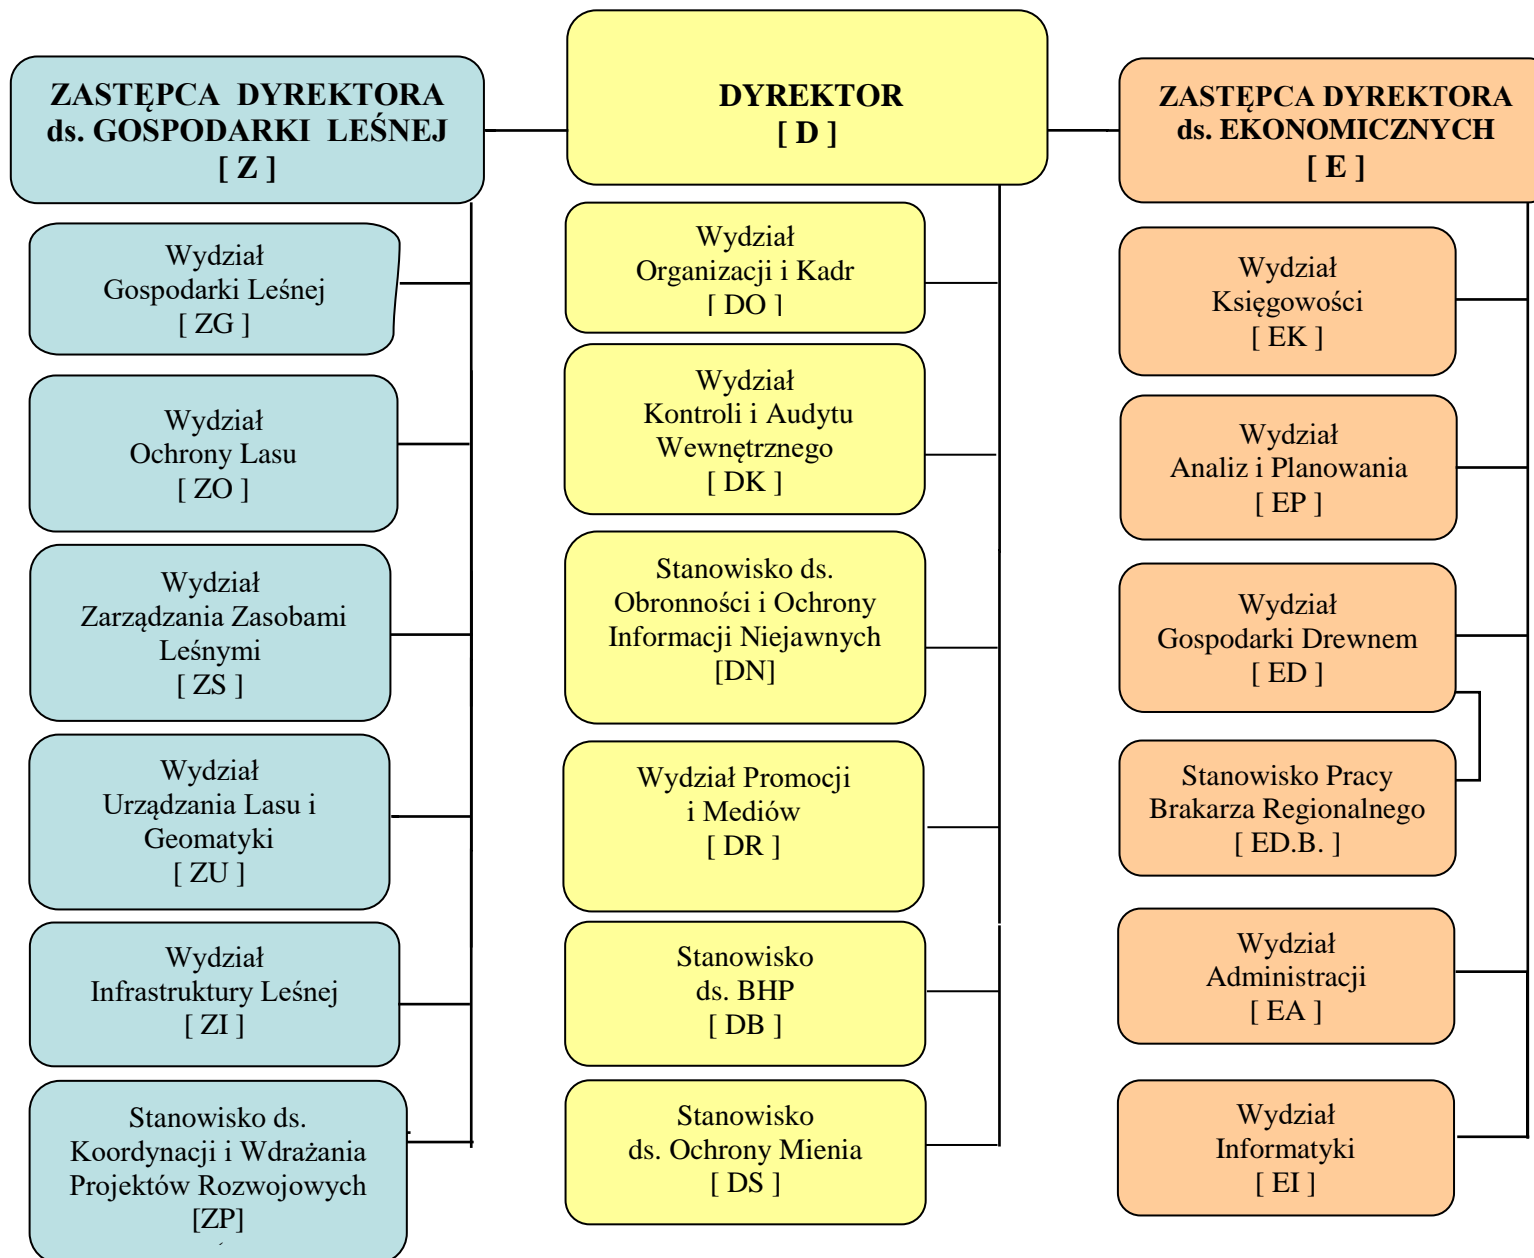 ZASTĘPCA DYREKTORA
ds. GOSPODARKI LEŚNEJ
[ Z ]
Wydział
Gospodarki Leśnej
[ ZG ]
Wydział
Ochrony Lasu
[ ZO ]
Wydział
Zarządzania Zasobami
Leśnymi
[ ZS ]
Wydział
Urządzania Lasu i
Geomatyki
[ ZU ]
Wydział
Infrastruktury Leśnej
[ ZI ]
Stanowisko ds.
Koordynacji i Wdrażania
Projektów Rozwojowych
[ZP]
DYREKTOR
[ D ]
Wydział
Organizacji i Kadr
[ DO ]
Wydział
Kontroli i Audytu
Wewnętrznego
[ DK ]
Stanowisko ds.
Obronności i Ochrony
Informacji Niejawnych
[DN]
Wydział Promocji
i Mediów
[ DR ]
Stanowisko
ds. BHP
[ DB ]
Stanowisko
ds. Ochrony Mienia
[ DS ]
ZASTĘPCA DYREKTORA
ds. EKONOMICZNYCH
[ E ]
Wydział
Księgowości
[ EK ]
Wydział
Analiz i Planowania
[ EP ]
Wydział
Gospodarki Drewnem
[ ED ]
Stanowisko Pracy
Brakarza Regionalnego
[ ED.B. ]
Wydział
Administracji
[ EA ]
Wydział
Informatyki
[ EI ]